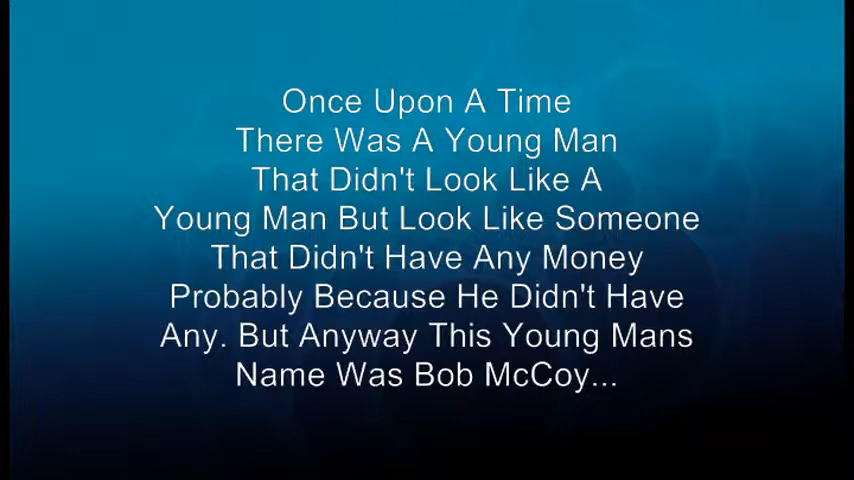 Once Upon A Time
There Was A Young Man
That Didn't Look Like A
Young Man But Look Like Someone
That Didn't Have Any Money
Probably Because He Didn't Have
Any. But Anyway This Young Mans
Name Was Bob McCoy...